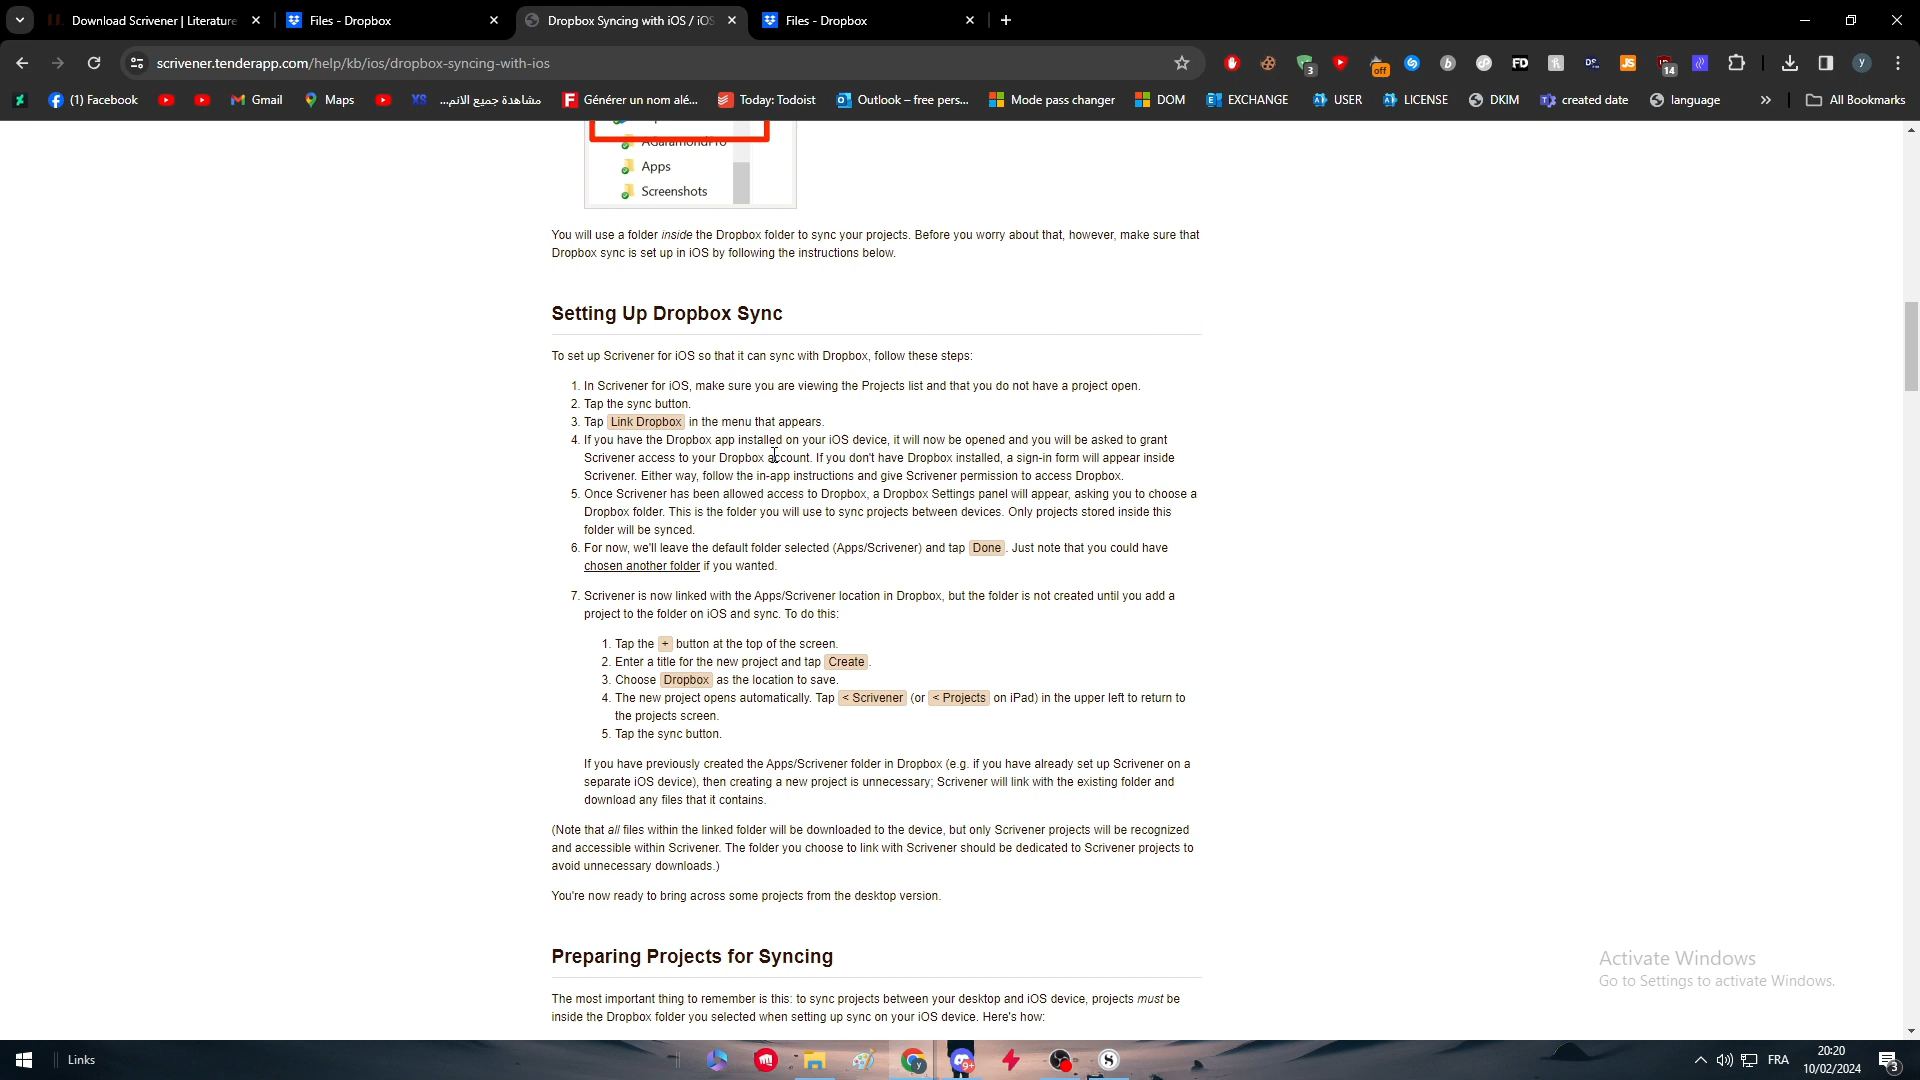 Download Scrivener | Literature
Files - Dropbox
Dropbox Syncing with iOS / iOS
Files - Dropbox
scrivener.tenderapp.com/help/kb/ios/dropbox-syncing-with-ios
3
off
FD
JS
14
y
(1) Facebook
Gmail
Maps
XS
مشاهدة جميع الانم...
Générer un nom alé...
Today: Todoist
Outlook – free pers...
Mode pass changer
DOM
EXCHANGE
USER
LICENSE
DKIM
created date
language
»
All Bookmarks
AGaramondPro
Apps
Screenshots
You will use a folder inside the Dropbox folder to sync your projects. Before you worry about that, however, make sure that
Dropbox sync is set up in iOS by following the instructions below.
Setting Up Dropbox Sync
To set up Scrivener for iOS so that it can sync with Dropbox, follow these steps:
1. In Scrivener for iOS, make sure you are viewing the Projects list and that you do not have a project open.
2. Tap the sync button.
3. Tap Link Dropbox in the menu that appears.
4. If you have the Dropbox app installed on your iOS device, it will now be opened and you will be asked to grant
Scrivener access to your Dropbox account. If you don't have Dropbox installed, a sign-in form will appear inside
Scrivener. Either way, follow the in-app instructions and give Scrivener permission to access Dropbox.
5. Once Scrivener has been allowed access to Dropbox, a Dropbox Settings panel will appear, asking you to choose a
Dropbox folder. This is the folder you will use to sync projects between devices. Only projects stored inside this
folder will be synced.
6. For now, we'll leave the default folder selected (Apps/Scrivener) and tap Done . Just note that you could have
chosen another folder if you wanted.
7. Scrivener is now linked with the Apps/Scrivener location in Dropbox, but the folder is not created until you add a
project to the folder on iOS and sync. To do this:
1. Tap the + button at the top of the screen.
2. Enter a title for the new project and tap Create .
3. Choose Dropbox as the location to save.
4. The new project opens automatically. Tap < Scrivener (or < Projects on iPad) in the upper left to return to
the projects screen.
5. Tap the sync button.
If you have previously created the Apps/Scrivener folder in Dropbox (e.g. if you have already set up Scrivener on a
separate iOS device), then creating a new project is unnecessary; Scrivener will link with the existing folder and
download any files that it contains.
(Note that all files within the linked folder will be downloaded to the device, but only Scrivener projects will be recognized
and accessible within Scrivener. The folder you choose to link with Scrivener should be dedicated to Scrivener projects to
avoid unnecessary downloads.)
You're now ready to bring across some projects from the desktop version.
Preparing Projects for Syncing
The most important thing to remember is this: to sync projects between your desktop and iOS device, projects must be
inside the Dropbox folder you selected when setting up sync on your iOS device. Here's how:
Activate Windows
Go to Settings to activate Windows.
Links
9+
FRA
20:20
10/02/2024
3